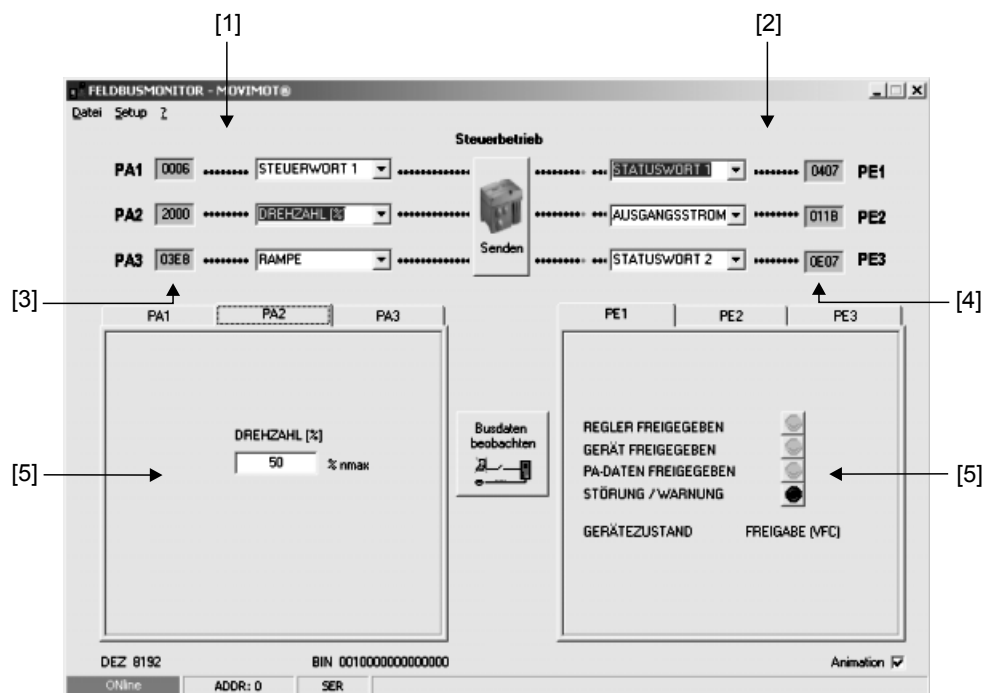 [1] [2]
FELDBUSMONITOR - MOVIMOT®
Datei Setup ?
Steuerbetrieb
PA1 0006 STEUERWORT 1 STATUSWORT 1 0407 PE1
PA2 2000 DREHZAHL [%] AUSGANGSSTROM 011B PE2
PA3 03E8 RAMPE Senden STATUSWORT 2 0E07 PE3
[3] [4]
PA1 PA2 PA3 PE1 PE2 PE3
DREHZAHL [%]
50 % nmax
Busdaten
beobachten
REGLER FREIGEGEBEN
GERÄT FREIGEGEBEN
PA-DATEN FREIGEGEBEN
STÖRUNG / WARNUNG
[5] [5]
GERÄTEZUSTAND FREIGABE (VFC)
DEZ 8192 BIN 0010000000000000 Animation
ONline ADDR: 0 SER